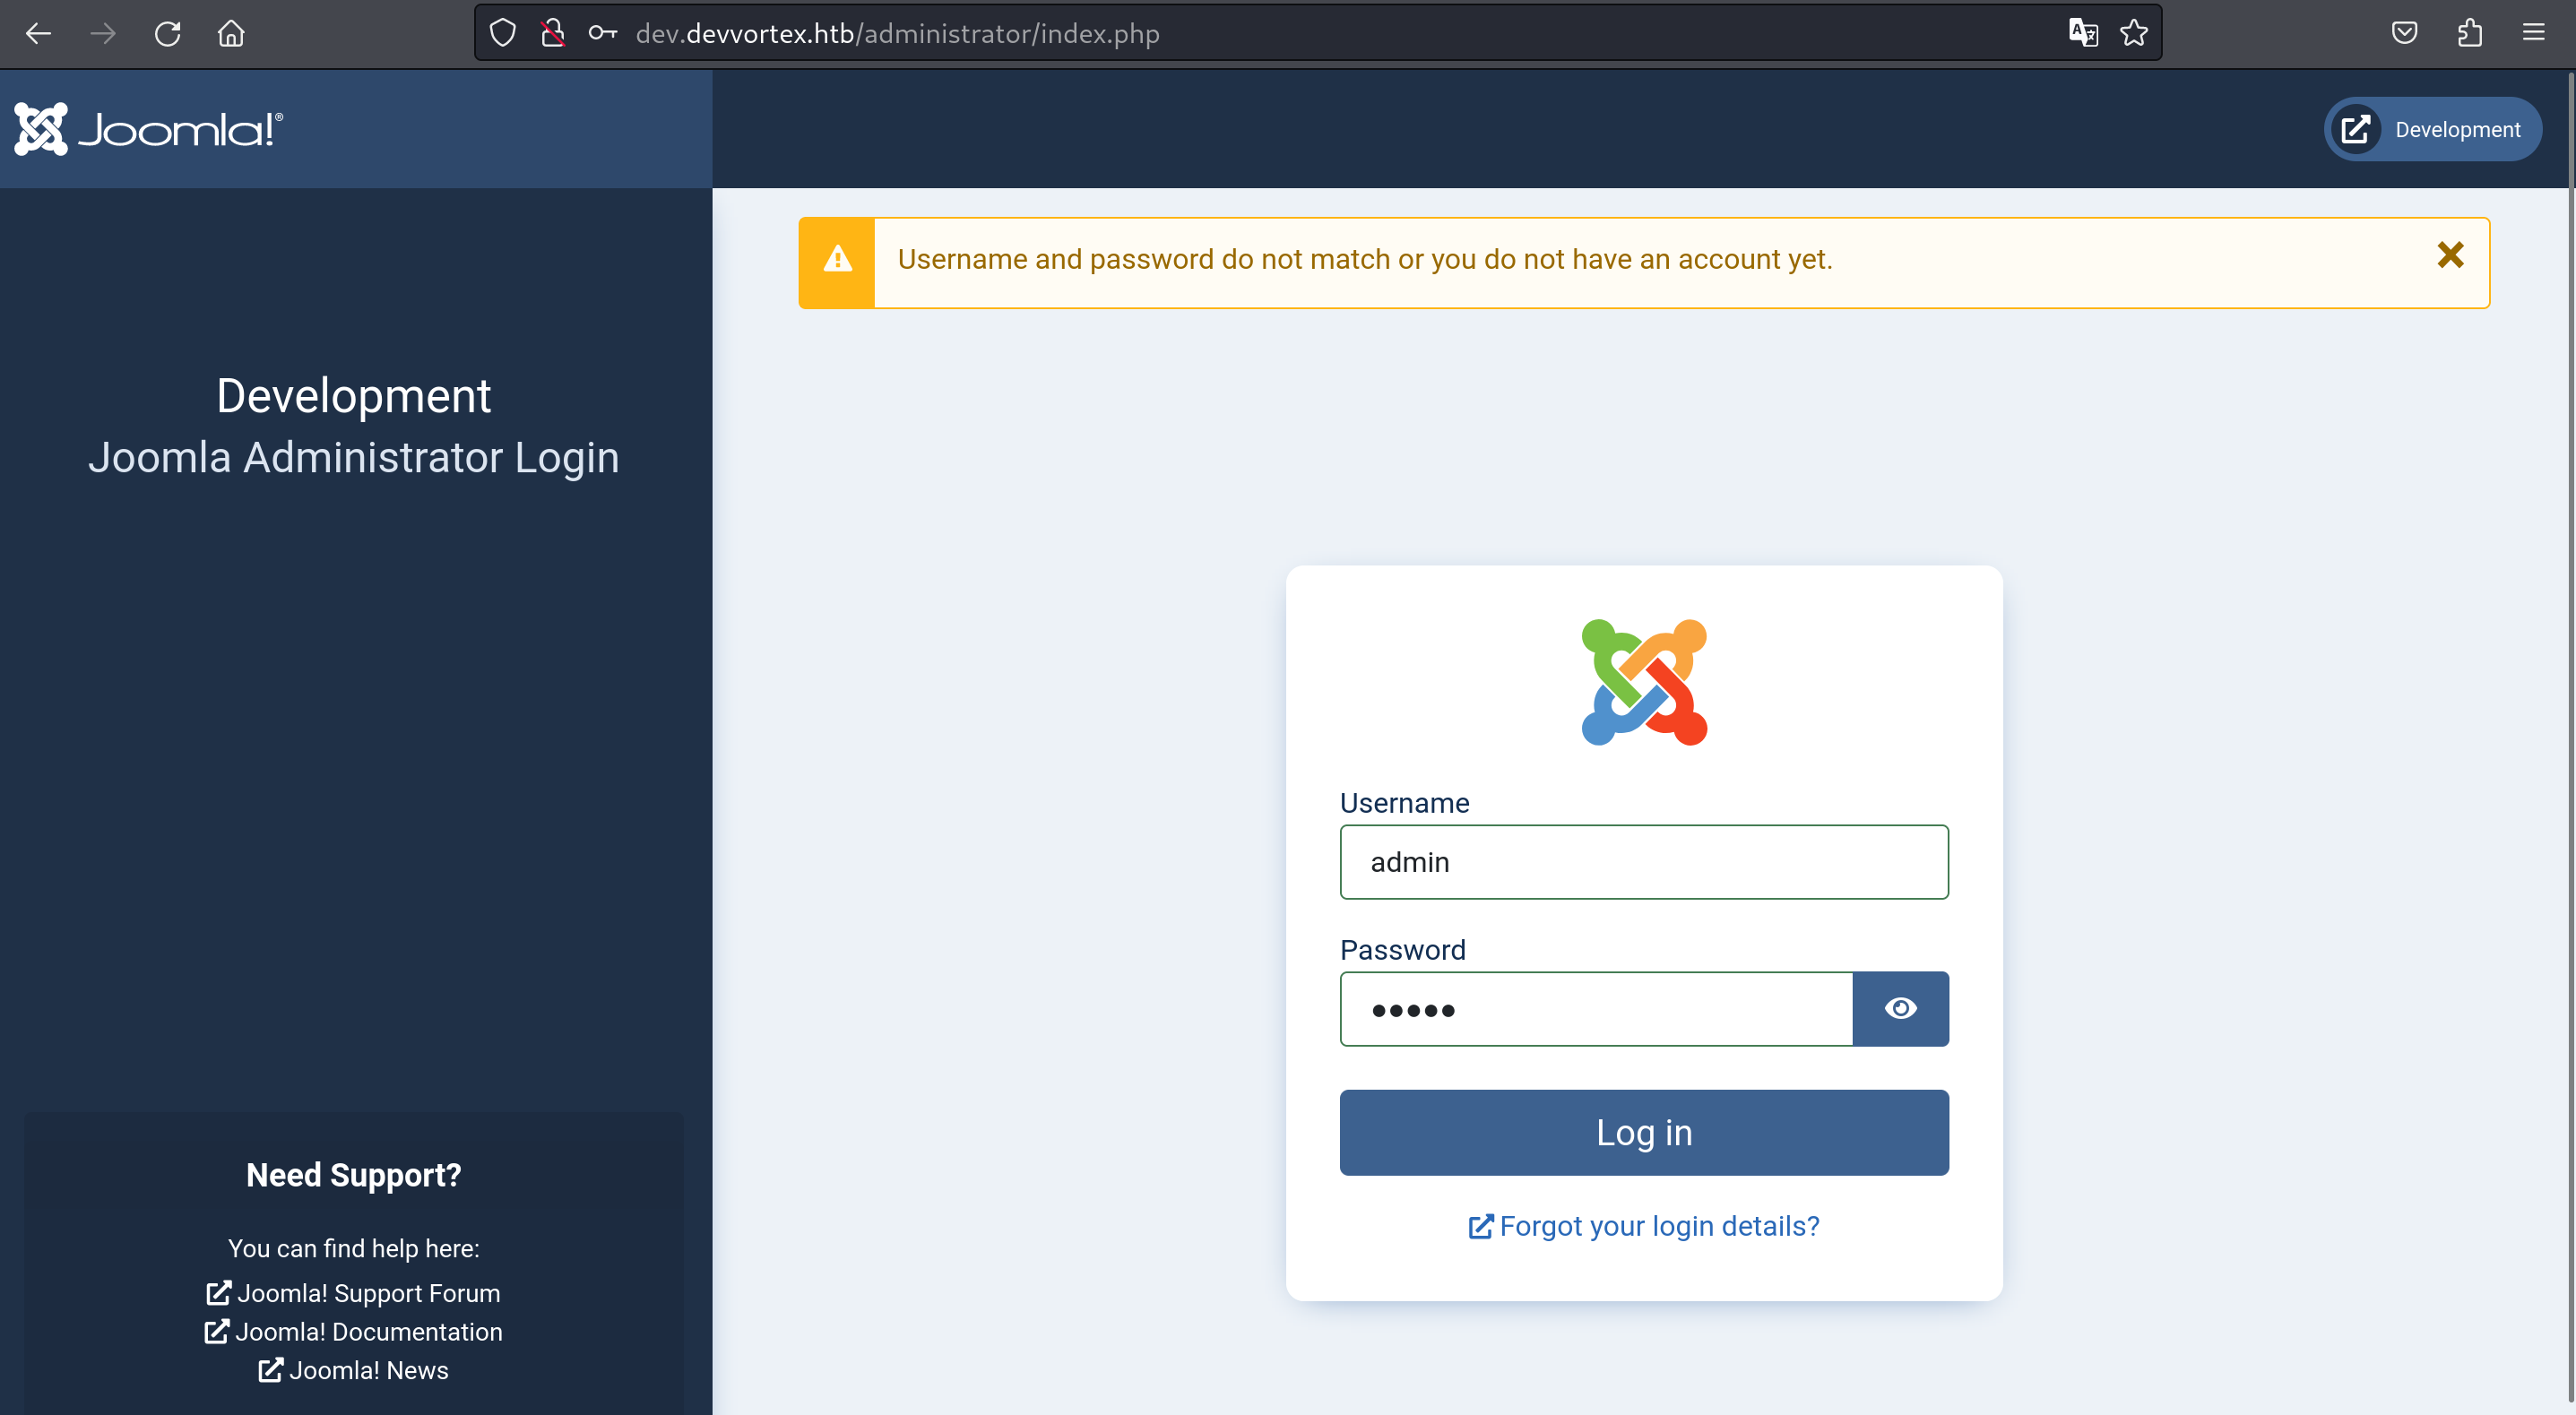 dev.devvortex.htb/administrator/index.php
Joomla!®
Development
Username and password do not match or you do not have an account yet.
Development
Joomla Administrator Login
Username
admin
Password
•••••
Log in
Forgot your login details?
Need Support?
You can find help here:
Joomla! Support Forum
Joomla! Documentation
Joomla! News